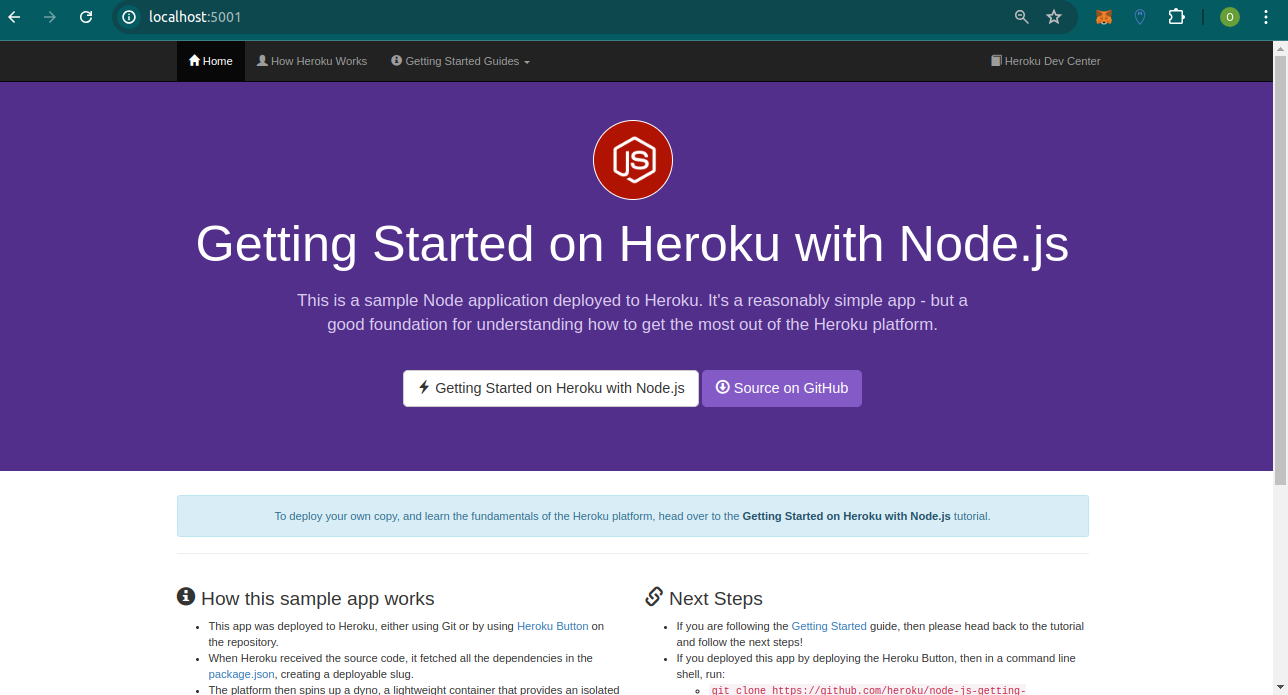 localhost:5001
O
Home
How Heroku Works
Getting Started Guides
Heroku Dev Center
JS
Getting Started on Heroku with Node.js
This is a sample Node application deployed to Heroku. It's a reasonably simple app - but a
good foundation for understanding how to get the most out of the Heroku platform.
Getting Started on Heroku with Node.js
Source on GitHub
To deploy your own copy, and learn the fundamentals of the Heroku platform, head over to the Getting Started on Heroku with Node.js tutorial.
How this sample app works
This app was deployed to Heroku, either using Git or by using Heroku Button on
the repository.
When Heroku received the source code, it fetched all the dependencies in the
package.json, creating a deployable slug.
The platform then spins up a dyno, a lightweight container that provides an isolated
Next Steps
If you are following the Getting Started guide, then please head back to the tutorial
and follow the next steps!
If you deployed this app by deploying the Heroku Button, then in a command line
shell, run:
git clone https://github.com/heroku/node-js-getting-